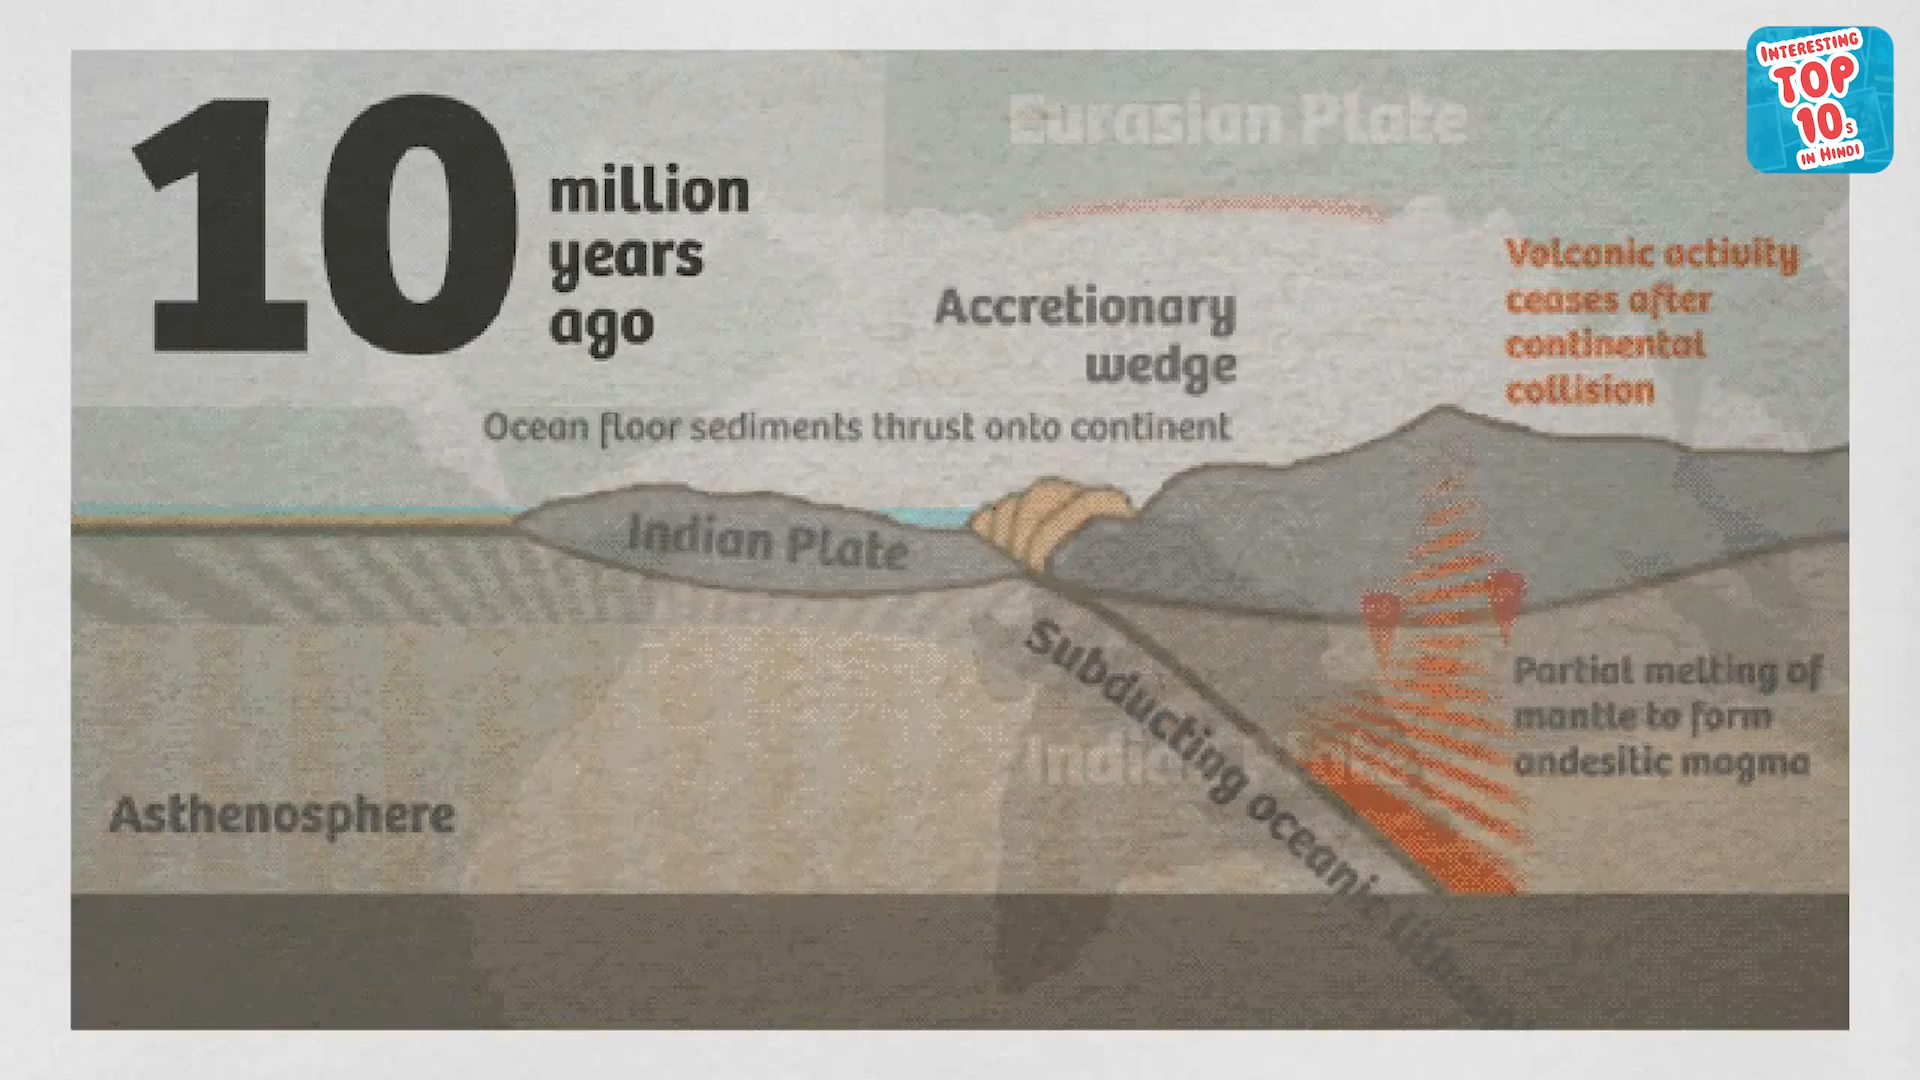 10
million
years
ago
Eurasian Plate
INTERESTING
TOP
10s
IN HINDI
Accretionary
wedge
Ocean floor sediments thrust onto continent
Volcanic activity
ceases after
continental
collision
Indian Plate
Subducting oceanic
Partial melting of
mantle to form
andesitic magma
Asthenosphere